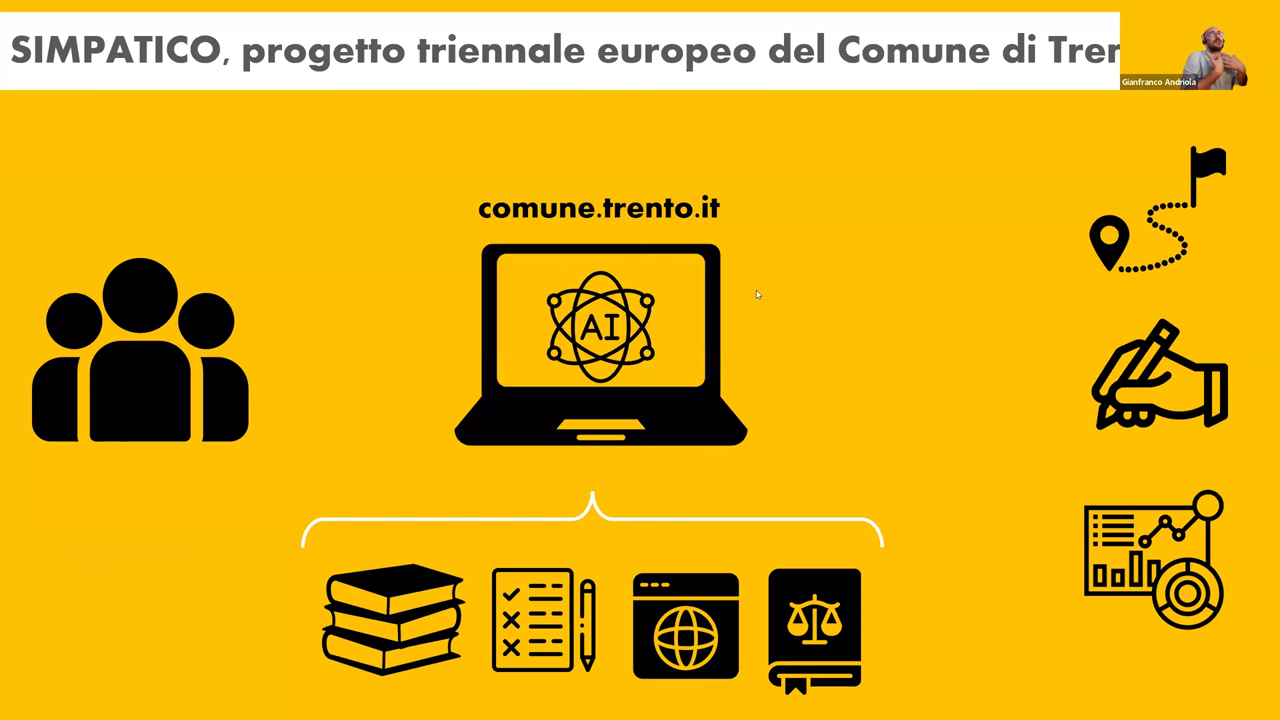 SIMPATICO, progetto triennale europeo del Comune di Tren
Gianfranco Andriola
comune.trento.it
AI